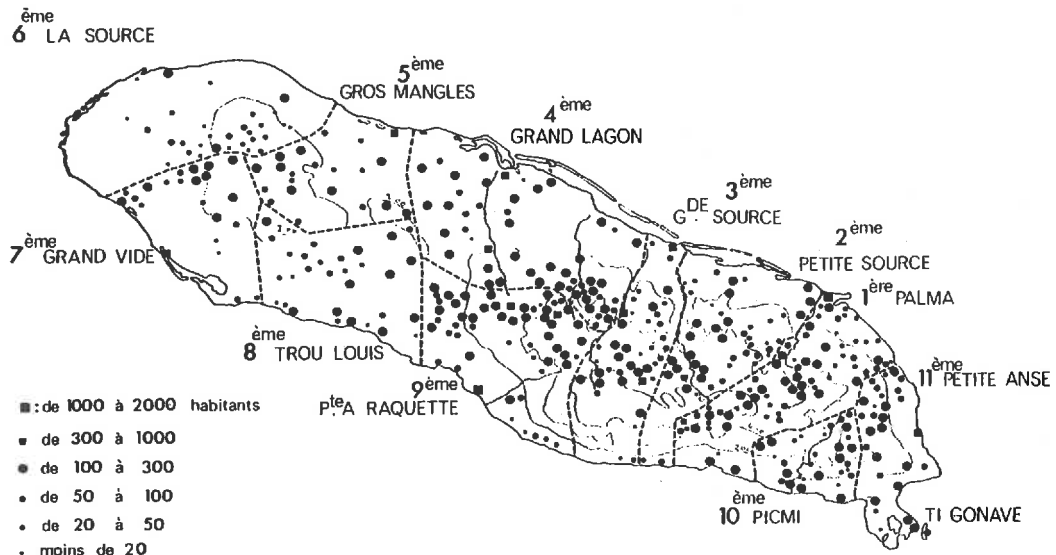 6ème LA SOURCE
5ème
GROS MANGLES
4ème
GRAND LAGON
3ème
GDE SOURCE
2ème
PETITE SOURCE
1ère PALMA
7ème GRAND VIDE
8ème TROU LOUIS
9ème
Pte.A RAQUETTE
11ème PETITE ANSE
10ème PICMI
TI GONAVE
: de 1000 à 2000 habitants
de 300 à 1000
de 100 à 300
de 50 à 100
de 20 à 50
moins de 20